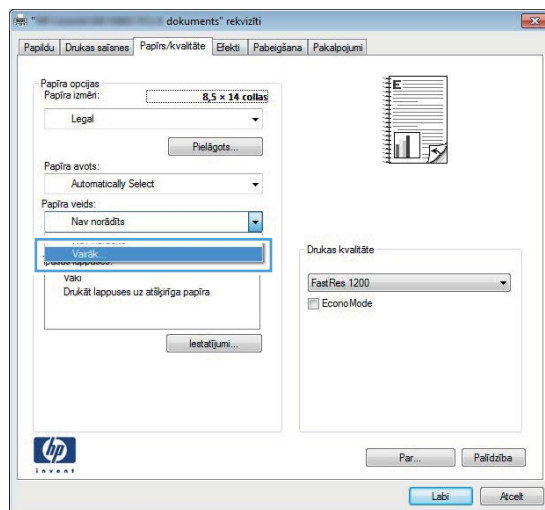 dokuments" rekvizīti
Papildu Drukas saīsnes Papīrs/kvalitāte Efekti Pabeigšana Pakalpojumi
Papīra opcijas
Papīra izmēri:
8,5 × 14 collas
Legal
Pielāgots...
Papīra avots:
Automatically Select
Papīra veids:
Nav norādīts
Vairāk...
Vāki
Drukāt lappuses uz atšķirīga papīra
Iestatījumi...
E
Drukas kvalitāte
FastRes 1200
EconoMode
hp
invent
Par... Palīdzība
Labi Atcelt